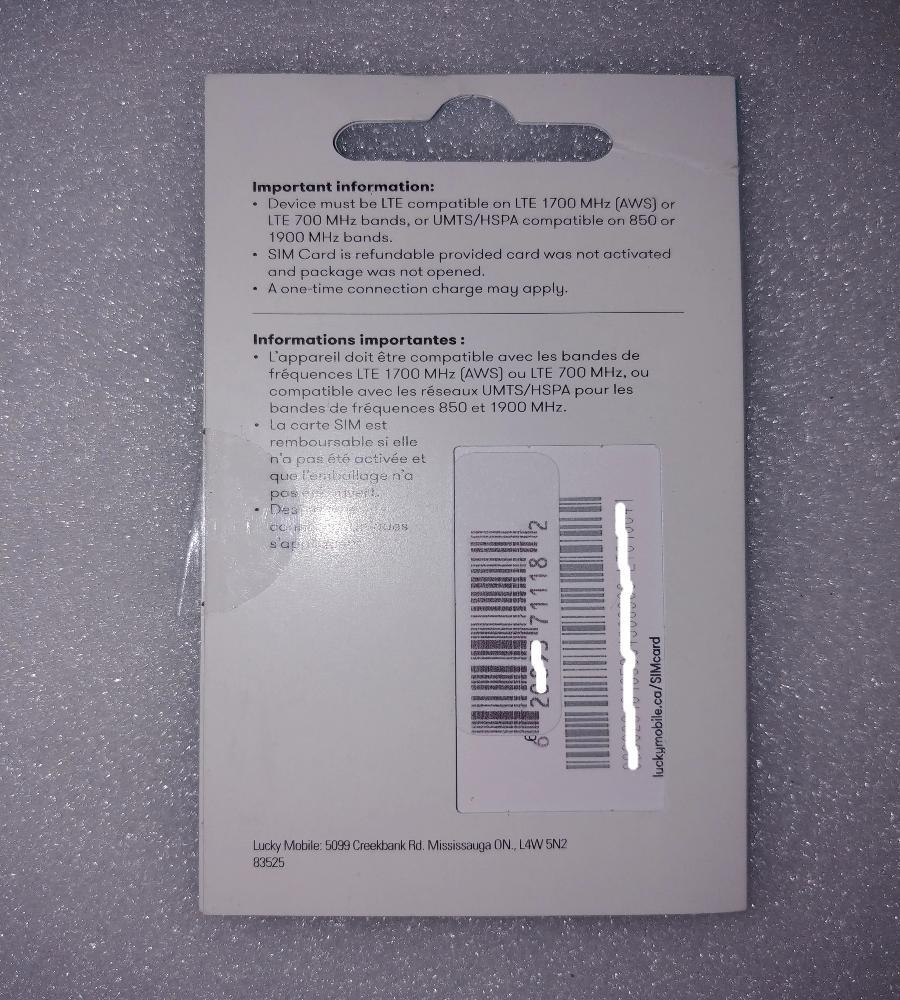 Important information:
• Device must be LTE compatible on LTE 1700 MHz (AWS) or
LTE 700 MHz bands, or UMTS/HSPA compatible on 850 or
1900 MHz bands.
• SIM Card is refundable provided card was not activated
and package was not opened.
• A one-time connection charge may apply.
Informations importantes :
• L'appareil doit être compatible avec les bandes de
fréquences LTE 1700 MHz (AWS) ou LTE 700 MHz, ou
compatible avec les réseaux UMTS/HSPA pour les
bandes de fréquences 850 et 1900 MHz.
• La carte SIM est
remboursable si elle
n'a pas été activée et
que l'emballage n'a
pas
• Des
s'appliquer.
71118 2
luckymobile.ca/SIMcard
Lucky Mobile: 5099 Creekbank Rd. Mississauga ON., L4W 5N2
83525